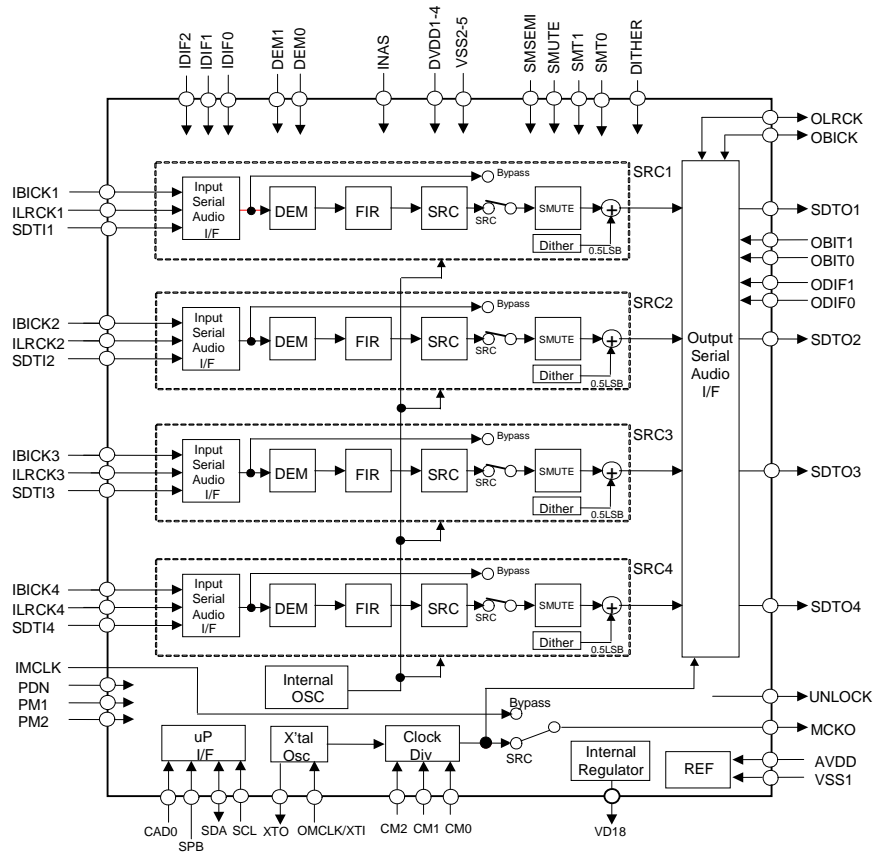 IDIF2
IDIF1
IDIF0
DEM1
DEM0
INAS
DVDD1-4
VSS2-5
SMSEMI
SMUTE
SMT1
SMT0
DITHER
OLRCK
OBICK
SRC1
IBICK1
ILRCK1
SDTI1
Input
Serial
Audio
I/F
DEM
FIR
SRC
Bypass
SRC
SMUTE
Dither
0.5LSB
SDTO1
OBIT1
OBIT0
ODIF1
ODIF0
SRC2
IBICK2
ILRCK2
SDTI2
Input
Serial
Audio
I/F
DEM
FIR
SRC
Bypass
SRC
SMUTE
Dither
0.5LSB
Output
Serial
Audio
I/F
SDTO2
SRC3
IBICK3
ILRCK3
SDTI3
Input
Serial
Audio
I/F
DEM
FIR
SRC
Bypass
SRC
SMUTE
Dither
0.5LSB
SDTO3
SRC4
IBICK4
ILRCK4
SDTI4
Input
Serial
Audio
I/F
DEM
FIR
SRC
Bypass
SRC
SMUTE
Dither
0.5LSB
SDTO4
IMCLK
PDN
PM1
PM2
Internal
OSC
Bypass
SRC
UNLOCK
MCKO
uP
I/F
X'tal
Osc
Clock
Div
Internal
Regulator
REF
AVDD
VSS1
CAD0
SPB
SDA
SCL
XTO
OMCLK/XTI
CM2
CM1
CM0
VD18